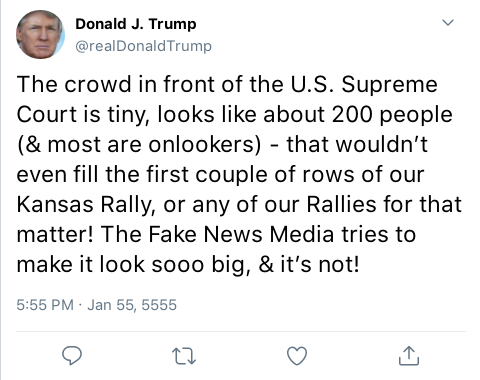 Donald J. Trump
@realDonaldTrump
The crowd in front of the U.S. Supreme
Court is tiny, looks like about 200 people
(& most are onlookers) - that wouldn’t
even fill the first couple of rows of our
Kansas Rally, or any of our Rallies for that
matter! The Fake News Media tries to
make it look sooo big, & it’s not!
5:55 PM · Jan 55, 5555